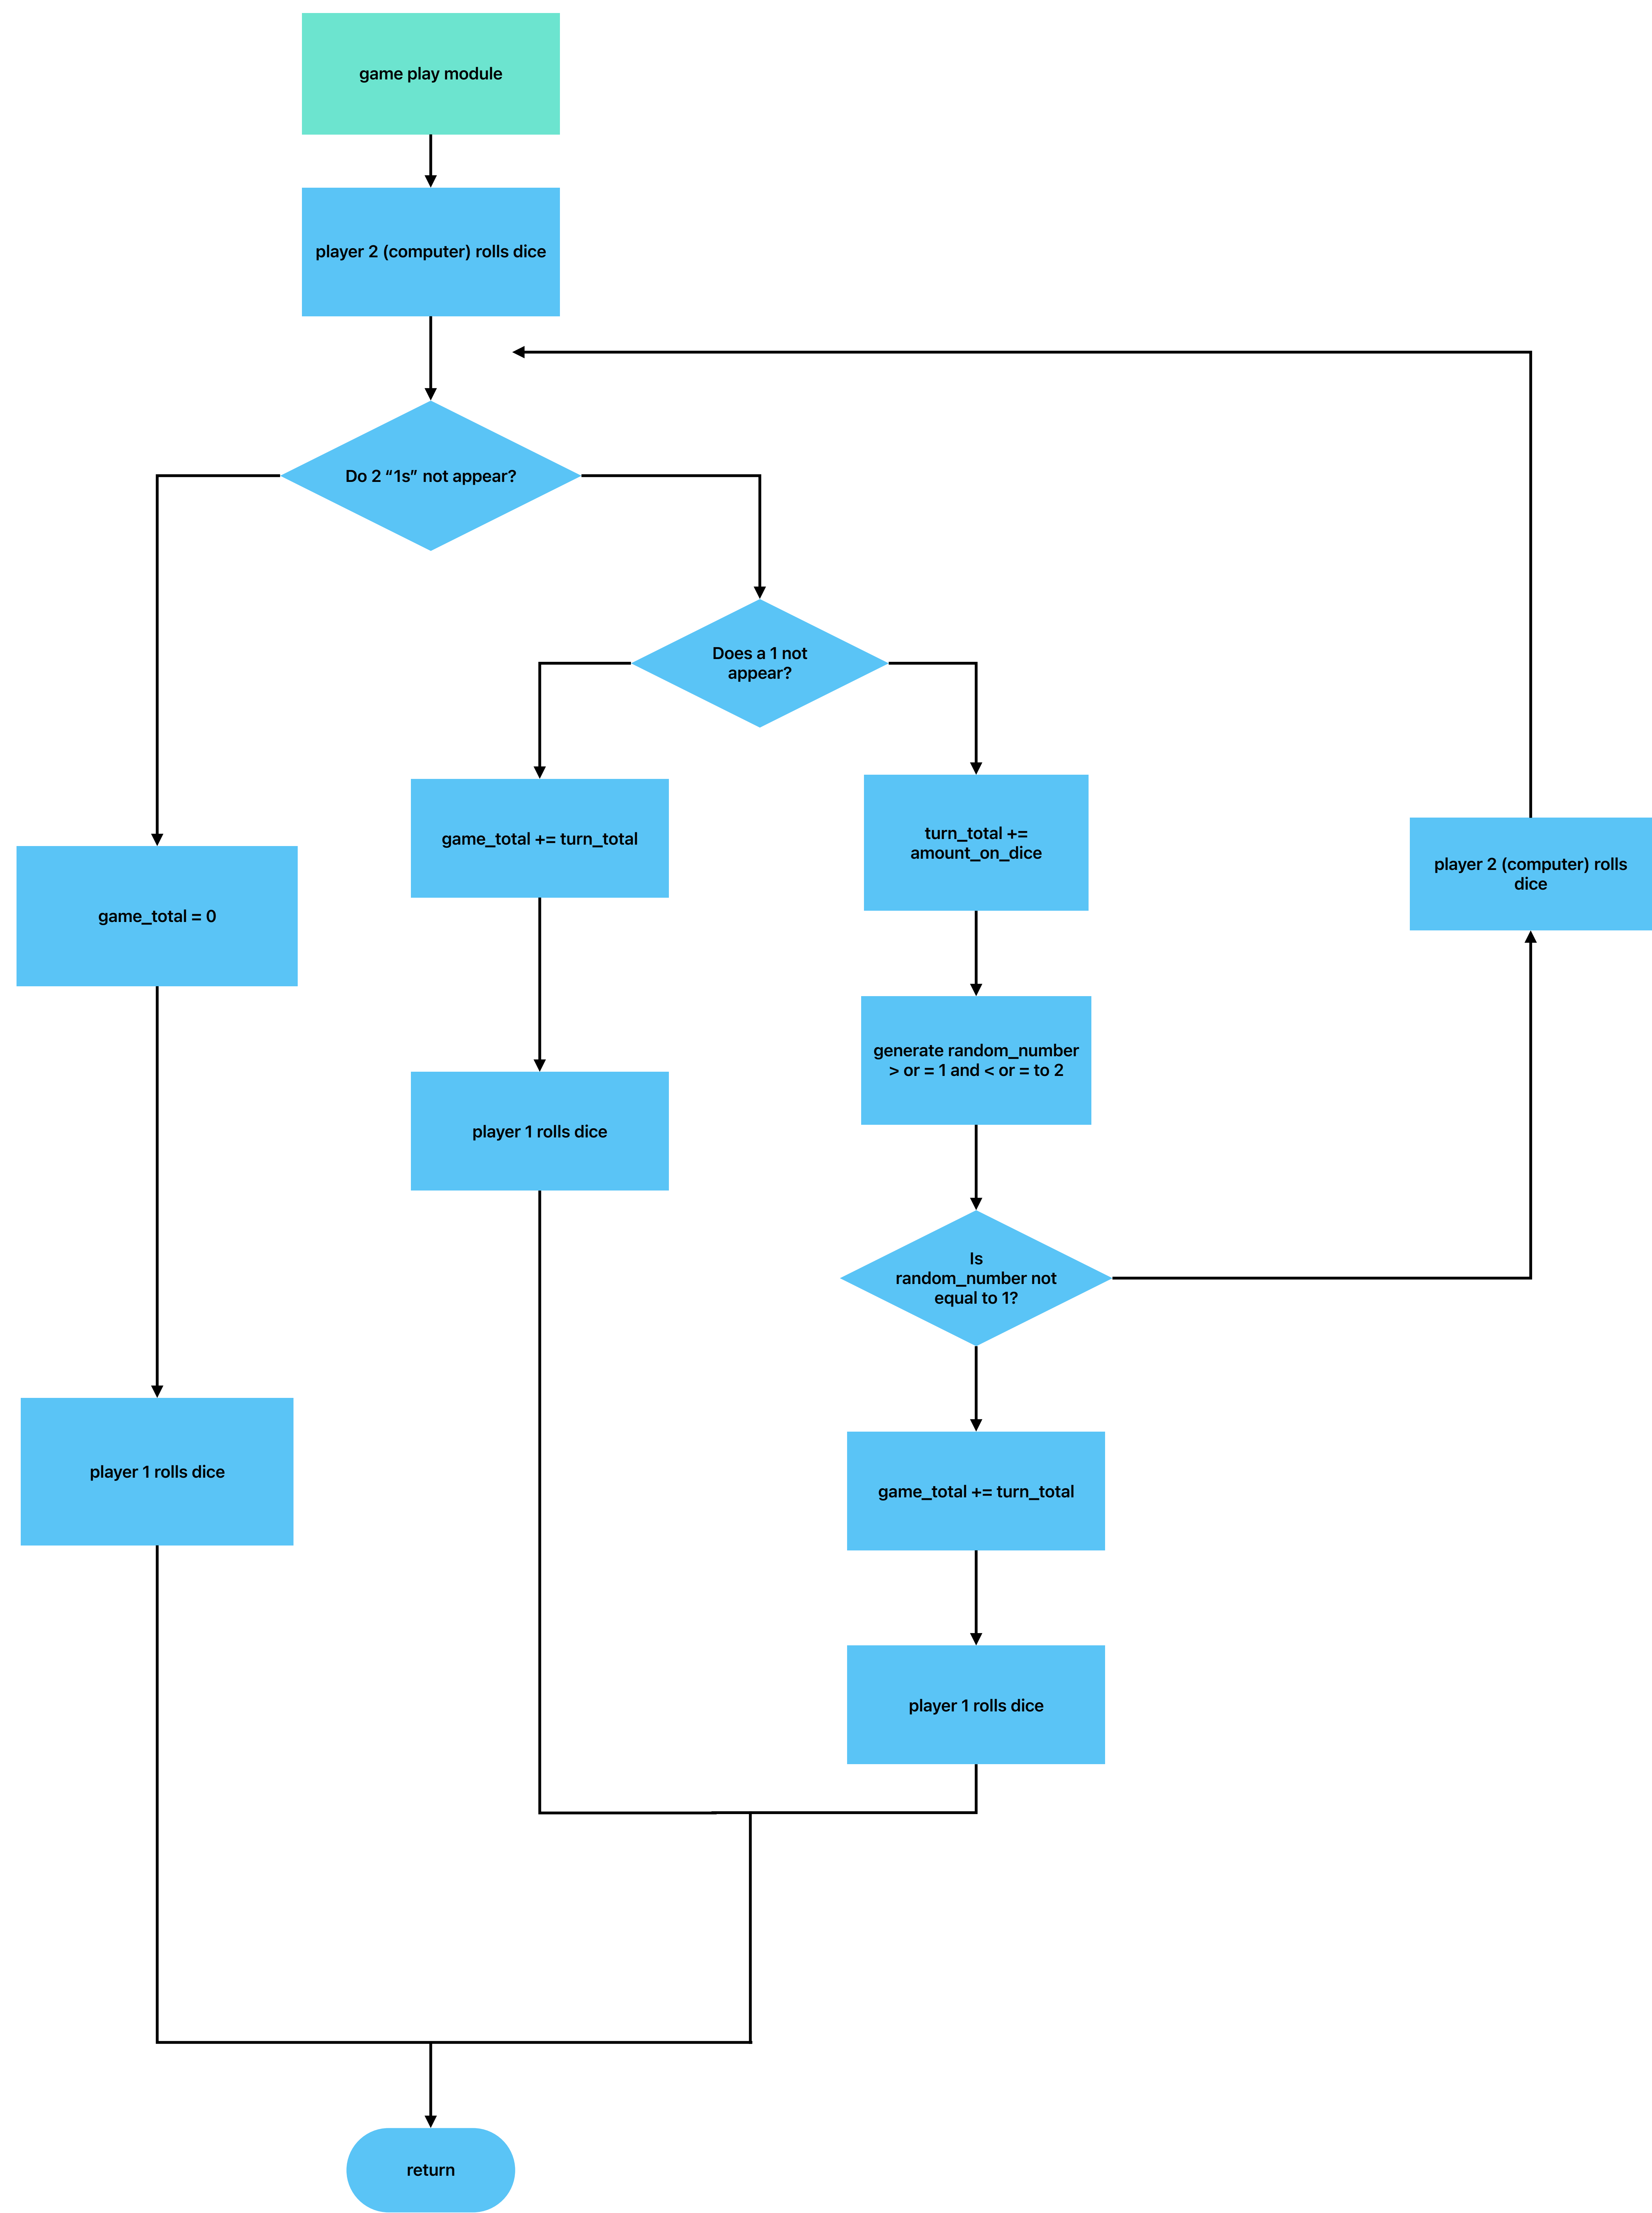 game play module
player 2 (computer) rolls dice
Do 2 “1s” not appear?
Does a 1 not
appear?
game_total += turn_total
turn_total +=
amount_on_dice
player 2 (computer) rolls
dice
game_total = 0
generate random_number
> or = 1 and < or = to 2
player 1 rolls dice
Is
random_number not
equal to 1?
player 1 rolls dice
game_total += turn_total
player 1 rolls dice
return